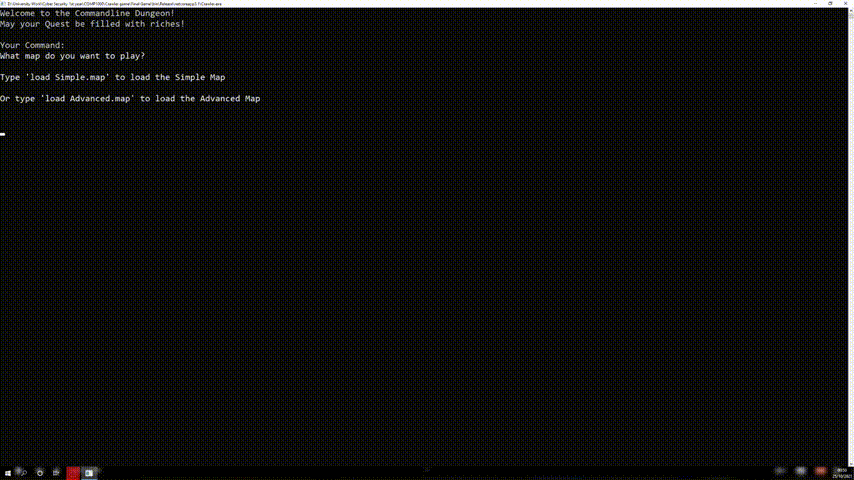 Welcome to the Commandline Dungeon!
May your Quest be filled with riches!
Your Command:
What map do you want to play?
Type 'load Simple.map' to load the Simple Map
Or type 'load Advanced.map' to load the Advanced Map